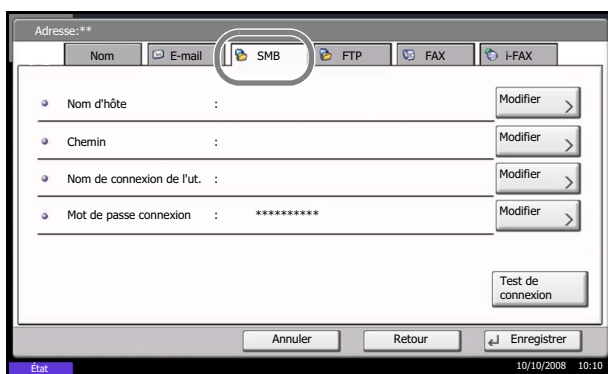 Adresse:**
Nom E-mail SMB FTP FAX i-FAX
Nom d'hôte : Modifier
Chemin : Modifier
Nom de connexion de l'ut. : Modifier
Mot de passe connexion : ********** Modifier
Test de
connexion
Annuler Retour Enregistrer
État 10/10/2008 10:10